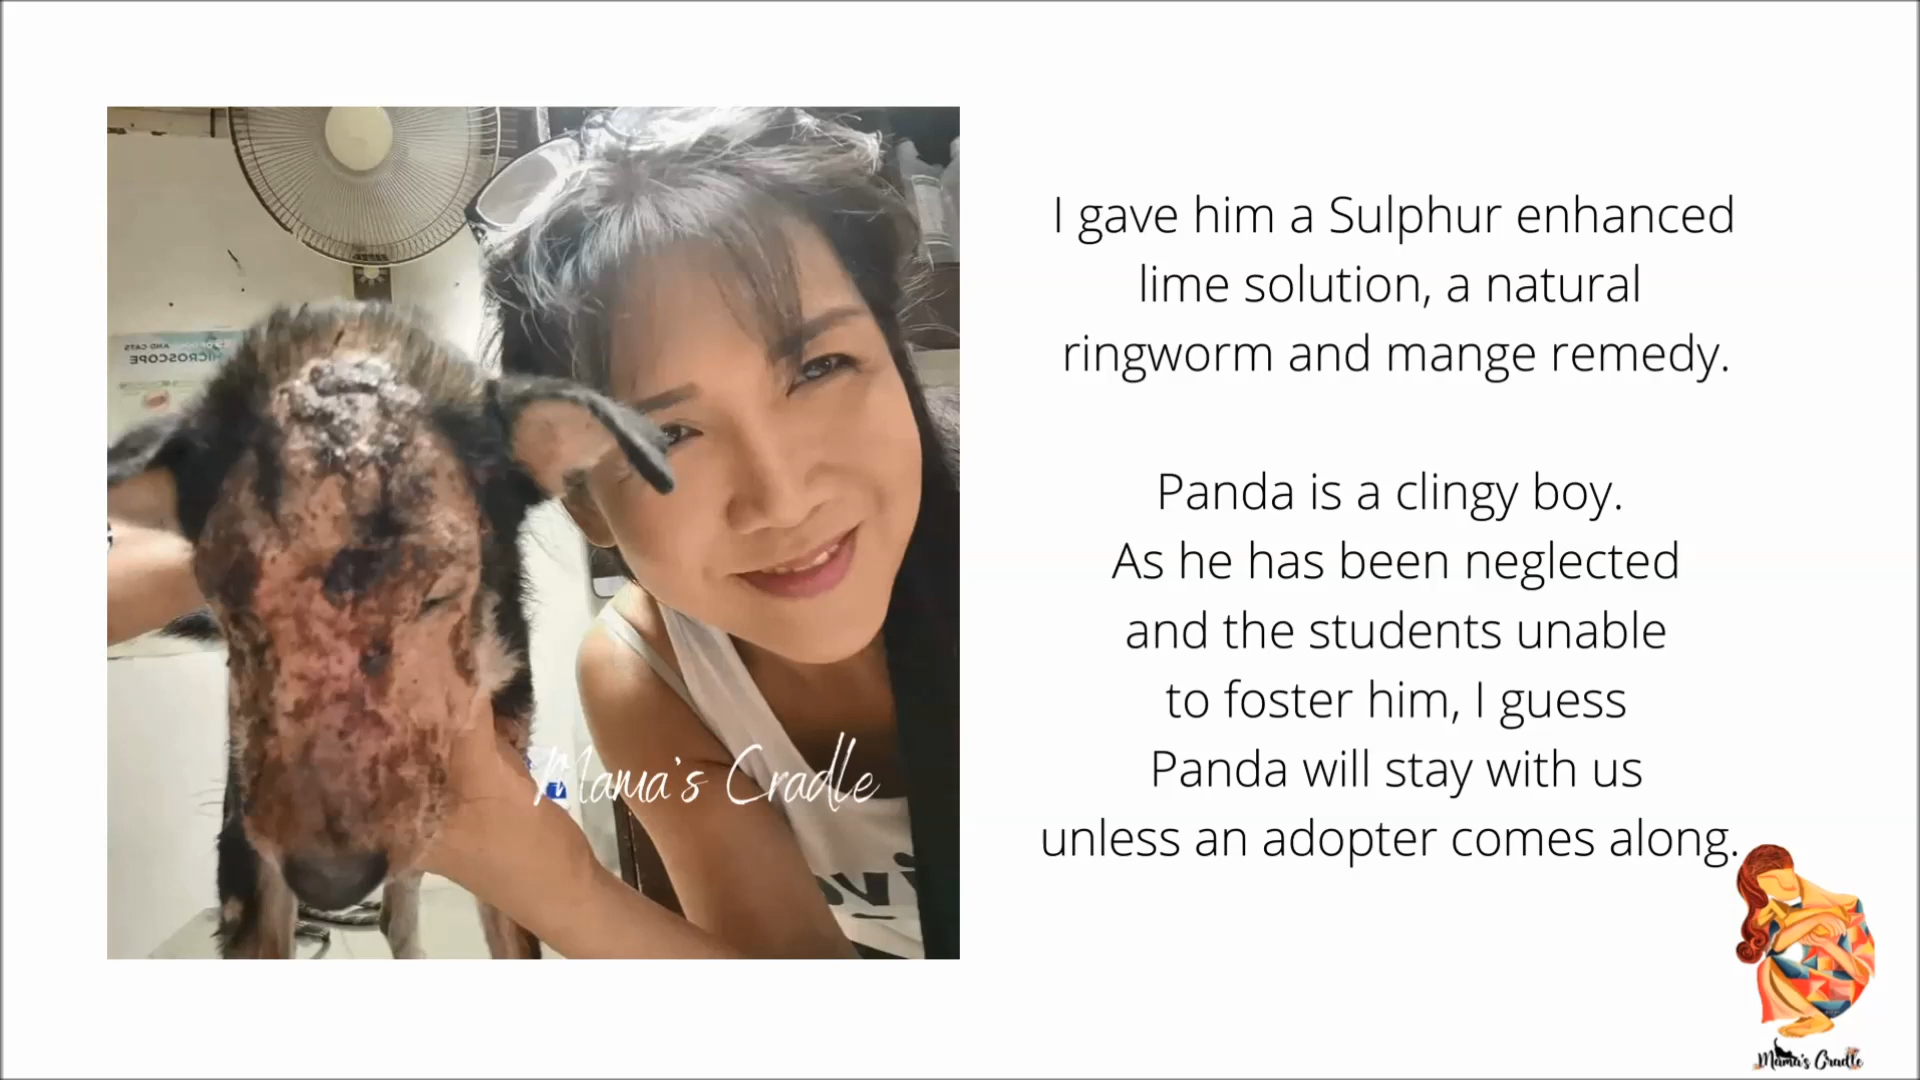 I gave him a Sulphur enhanced
lime solution, a natural
ringworm and mange remedy.
Panda is a clingy boy.
As he has been neglected
and the students unable
to foster him, I guess
Panda will stay with us
unless an adopter comes along.
AND CATS
MICROSCOPE
Mama's Cradle
Mama's Cradle